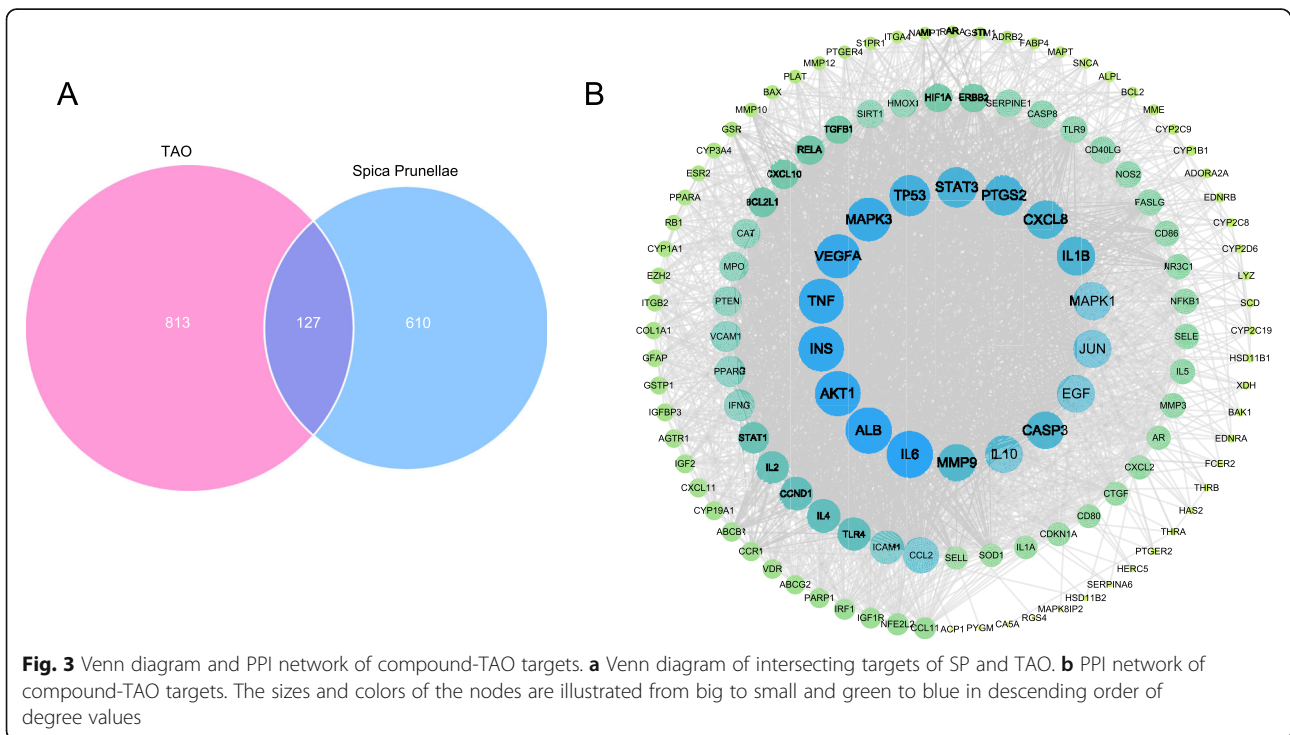 A
B
TAO
Spica Prunellae
813
127
610
STAT3
PTGS2
CXCL8
IL1B
MAPK1
JUN
EGF
CASP3
IL10
MMP9
IL6
ALB
AKT1
INS
TNF
VEGFA
MAPK3
TP53
HIF1A
ERBB2
SERPINE1
CASP8
TLR9
CD40LG
NOS2
FASLG
CD86
NR3C1
NFKB1
SELE
IL5
MMP3
AR
CXCL2
CTGF
CD80
CDKN1A
IL1A
SOD1
SELL
CCL2
ICAM1
TLR4
IL4
CCND1
IL2
STAT1
IFNG
PPARG
VCAM1
PTEN
MPO
CAT
BCL2L1
CXCL10
RELA
TGFB1
SIRT1
HMOX1
GSTM1
ADRB2
FABP4
MAPT
SNCA
ALPL
BCL2
MME
CYP2C9
CYP1B1
ADORA2A
EDNRB
CYP2C8
CYP2D6
LYZ
SCD
CYP2C19
HSD11B1
XDH
BAK1
EDNRA
FCER2
THRB
HAS2
THRA
PTGER2
HERC5
SERPINA6
HSD11B2
MAPK8IP2
RGS4
CA5A
PYGM
ACP1
CCL11
NFE2L2
IGF1R
IRF1
PARP1
ABCG2
VDR
CCR1
ABCB1
CYP19A1
CXCL11
IGF2
AGTR1
IGFBP3
GSTP1
GFAP
COL1A1
ITGB2
EZH2
CYP1A1
RB1
PPARA
ESR2
CYP3A4
GSR
MMP10
BAX
PLAT
MMP12
PTGER4
S1PR1
ITGA4
NAMPT
Fig. 3 Venn diagram and PPI network of compound-TAO targets. a Venn diagram of intersecting targets of SP and TAO. b PPI network of
compound-TAO targets. The sizes and colors of the nodes are illustrated from big to small and green to blue in descending order of
degree values